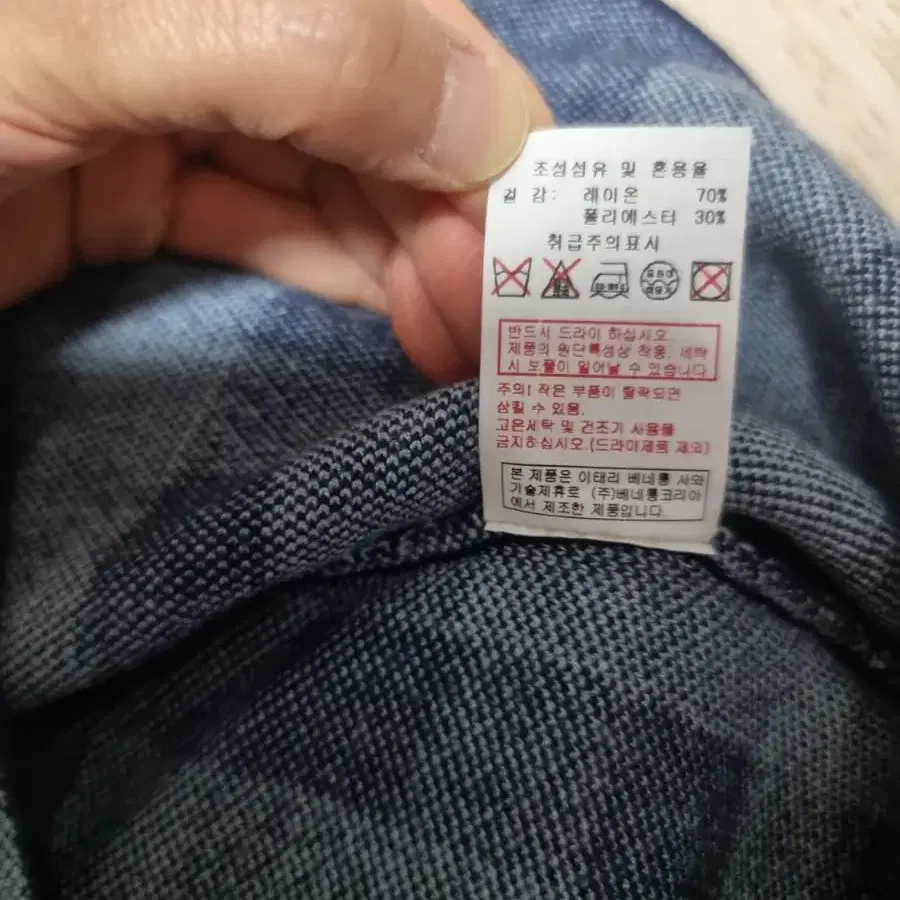 조성섬유 및 혼용율
겉 감: 레이온 70%
폴리에스터 30%
취급주의표시
반드시 드라이 하십시오.
제품의 원단특성상 착용, 세탁
시 보풀이 일어날 수 있습니다
주의! 작은 부품이 탈락되면
삼킬 수 있음.
고온세탁 및 건조기 사용을
금지하십시오.(드라이제품 제외)
본 제품은 이태리 베네통 사와
기술제휴로 (주)베네통코리아
에서 제조한 제품입니다.